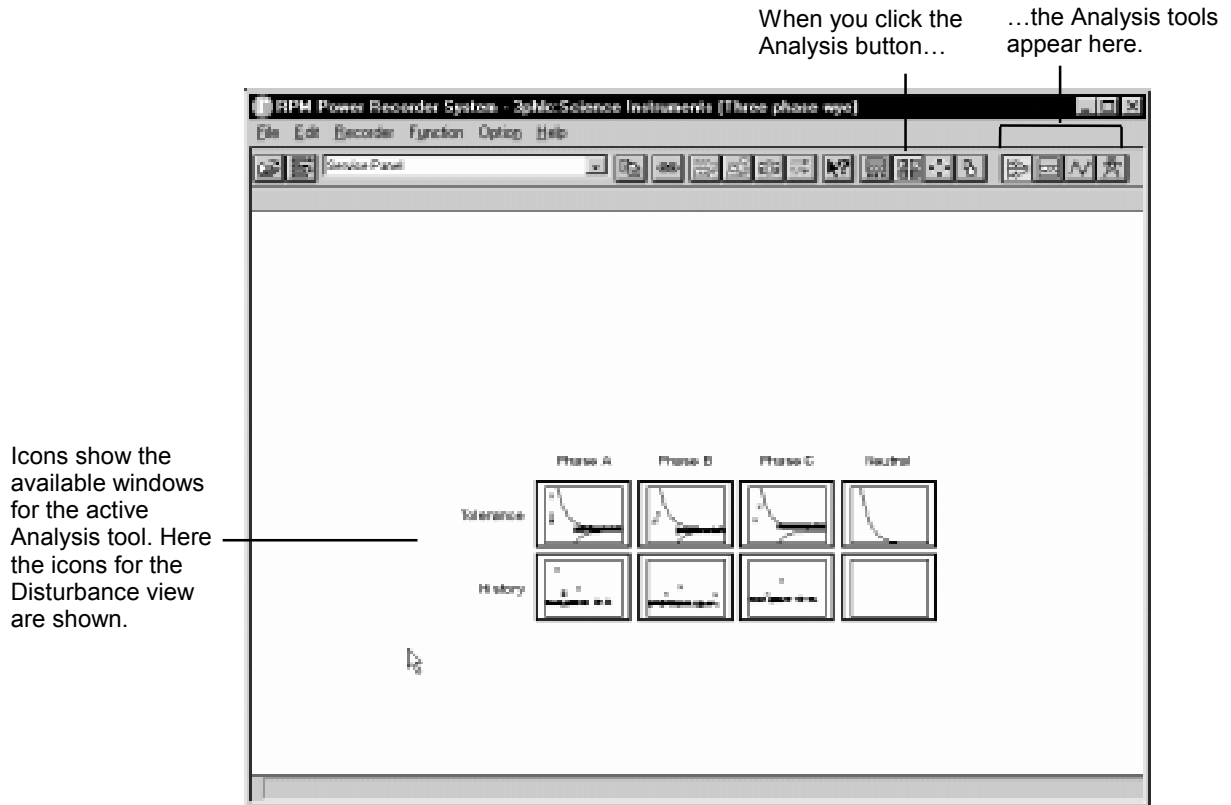 When you click the
Analysis button…
…the Analysis tools
appear here.
RPM Power Recorder System - 3phlc:Science Instruments (Three phase wye)
File Edit Recorder Function Option Help
Service Panel
Icons show the
available windows
for the active
Analysis tool. Here
the icons for the
Disturbance view
are shown.
Phase A Phase B Phase C Neutral
Tolerance
History